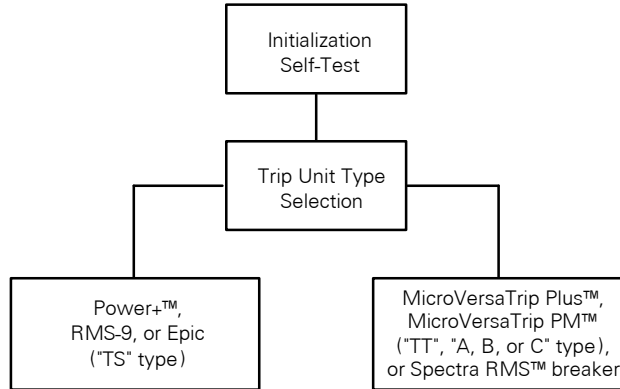 Initialization
Self-Test
Trip Unit Type
Selection
Power+™,
RMS-9, or Epic
("TS" type)
MicroVersaTrip Plus™,
MicroVersaTrip PM™
("TT", "A, B, or C" type),
or Spectra RMS™ breaker